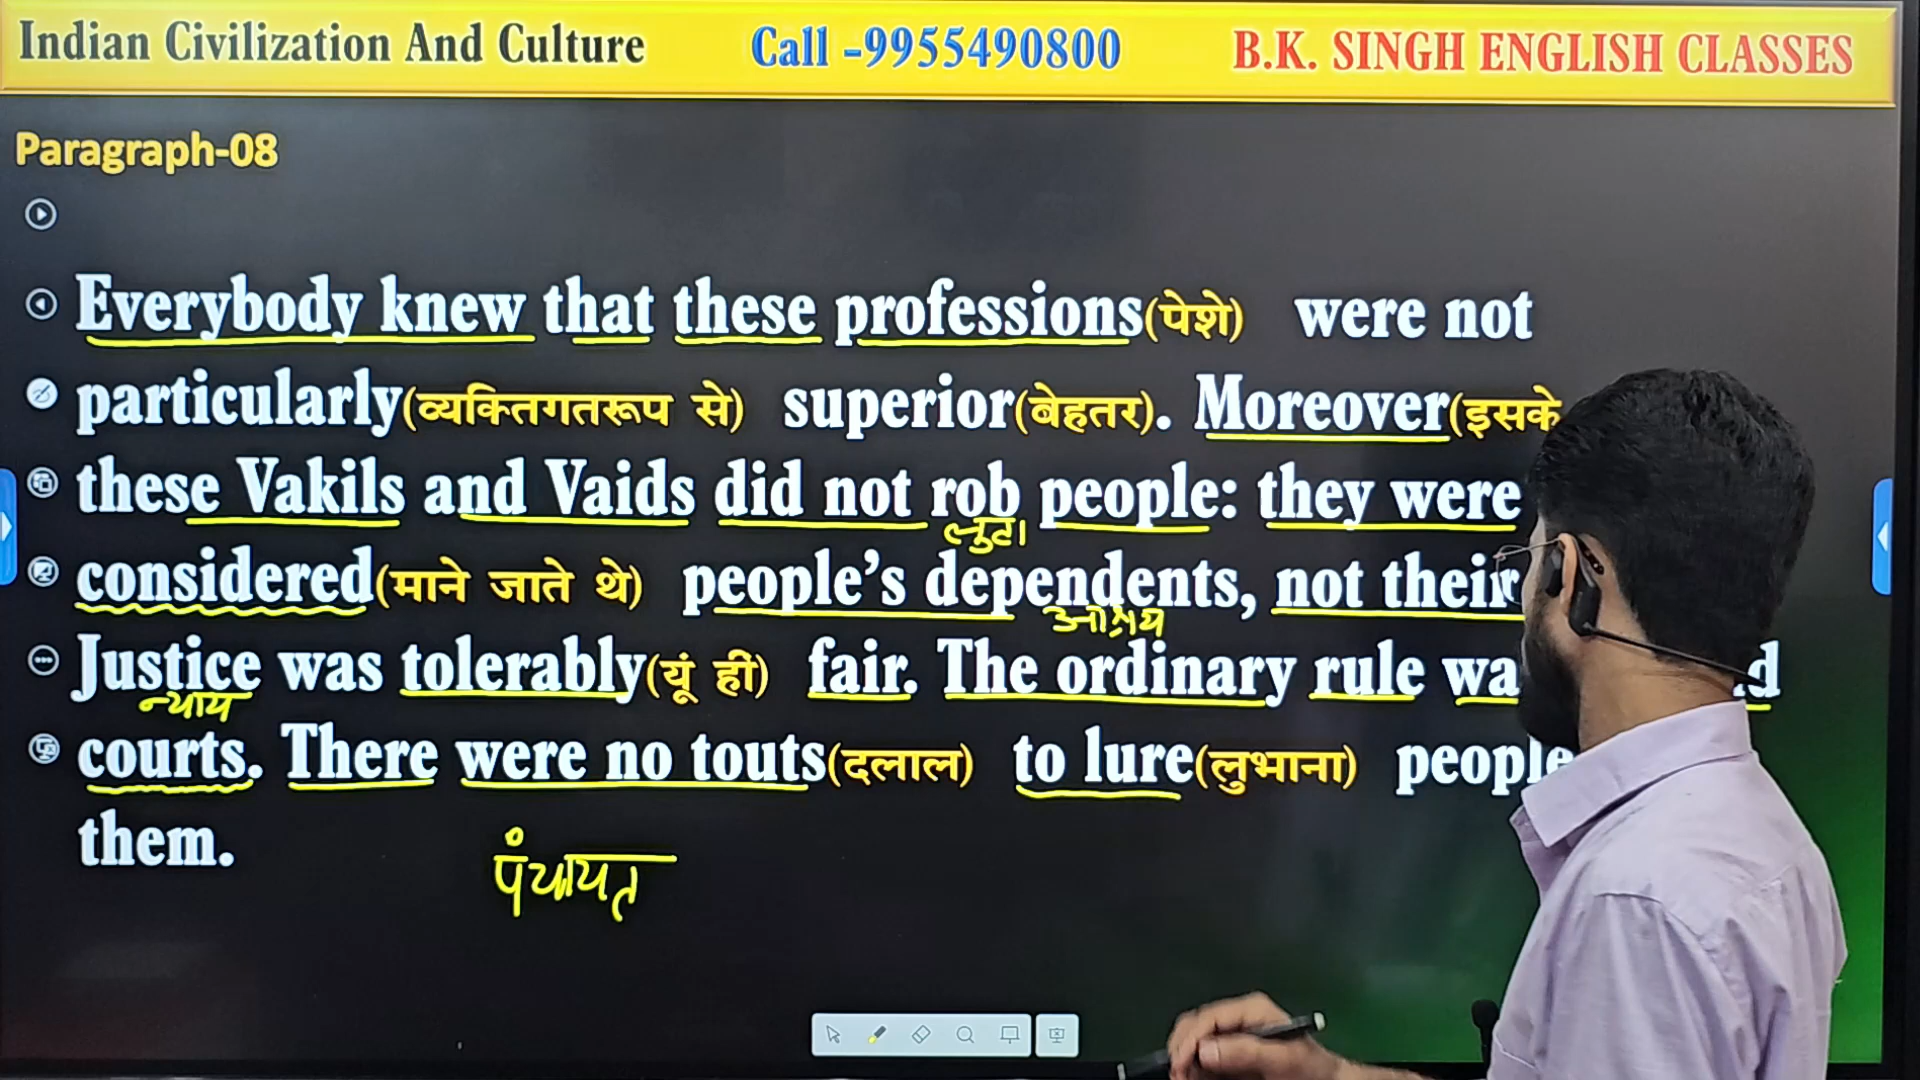 Indian Civilization And Culture Call -9955490800 B.K. SINGH ENGLISH CLASSES
Paragraph-08
Everybody knew that these professions(पेशे) were not
particularly(व्यक्तिगतरूप से) superior(बेहतर). Moreover(इसके
these Vakils and Vaids did not rob people: they were
लुटा
considered(माने जाते थे) people's dependents, not their
आश्रय
Justice was tolerably(यूं ही) fair. The ordinary rule
न्याय
courts. There were no touts(दलाल) to lure(लुभाना)
them.
पंचायत